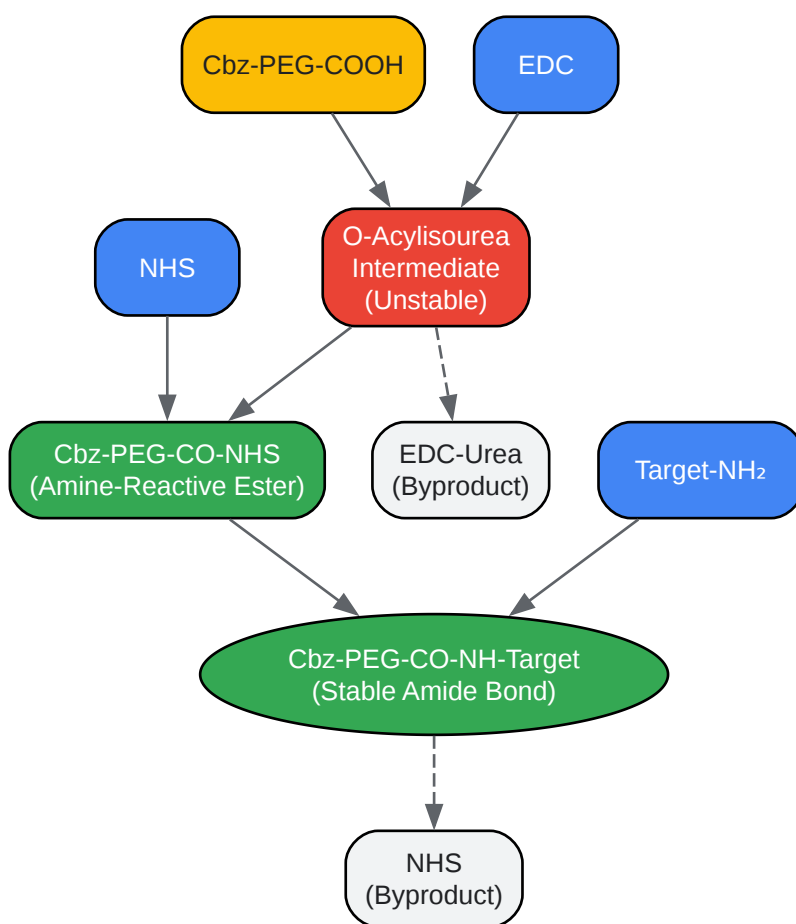 Cbz-PEG-COOH
EDC
O-Acylisourea
Intermediate
(Unstable)
NHS
Cbz-PEG-CO-NHS
(Amine-Reactive Ester)
EDC-Urea
(Byproduct)
Target-NH₂
Cbz-PEG-CO-NH-Target
(Stable Amide Bond)
NHS
(Byproduct)